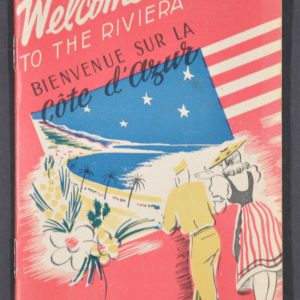 Welcome
TO THE RIVIERA
BIENVENUE SUR LA
Côte d'Azur